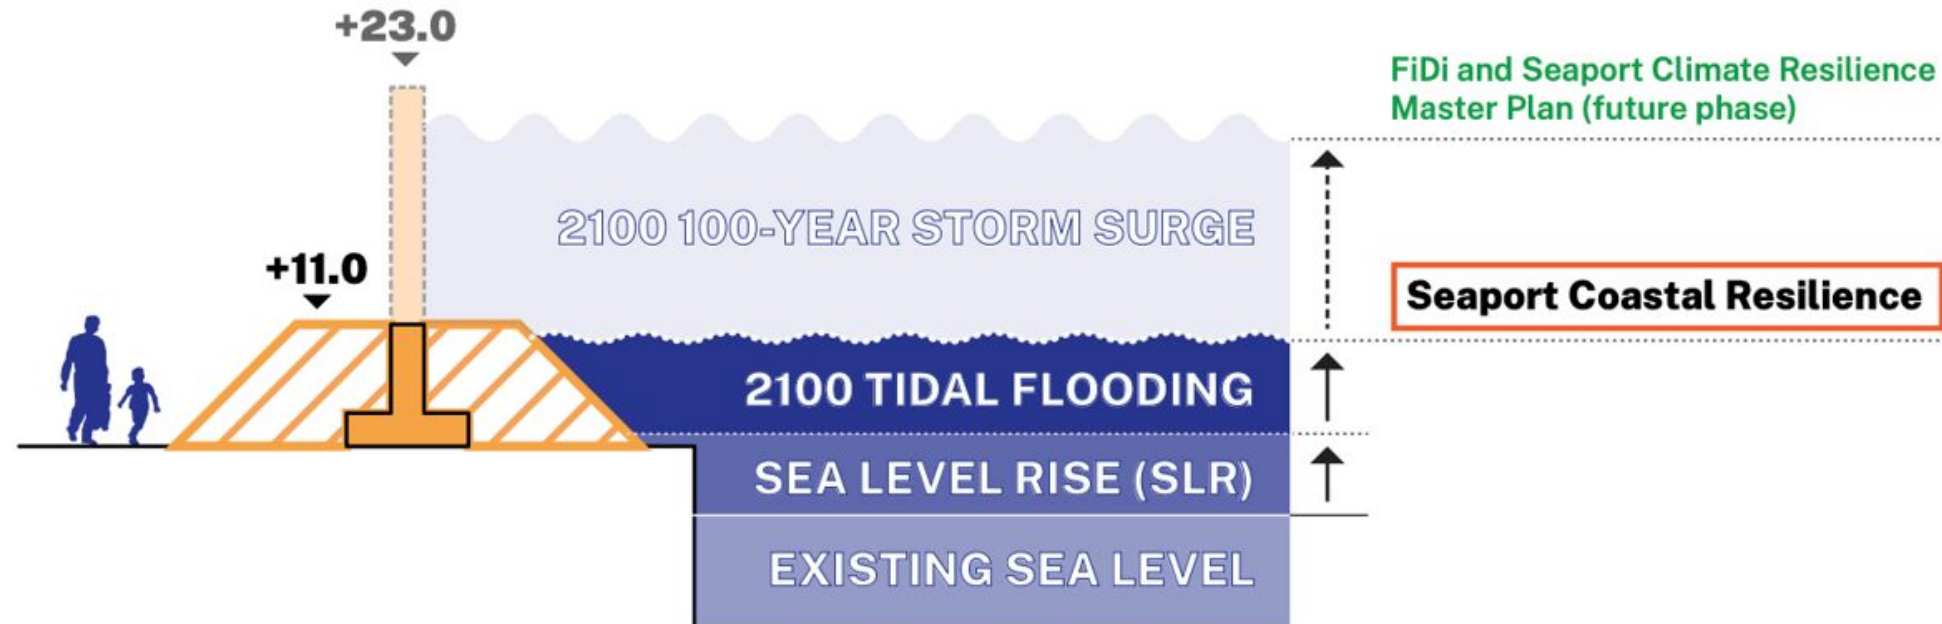 +23.0
FiDi and Seaport Climate Resilience
Master Plan (future phase)
2100 100-YEAR STORM SURGE
+11.0
Seaport Coastal Resilience
2100 TIDAL FLOODING
SEA LEVEL RISE (SLR)
EXISTING SEA LEVEL